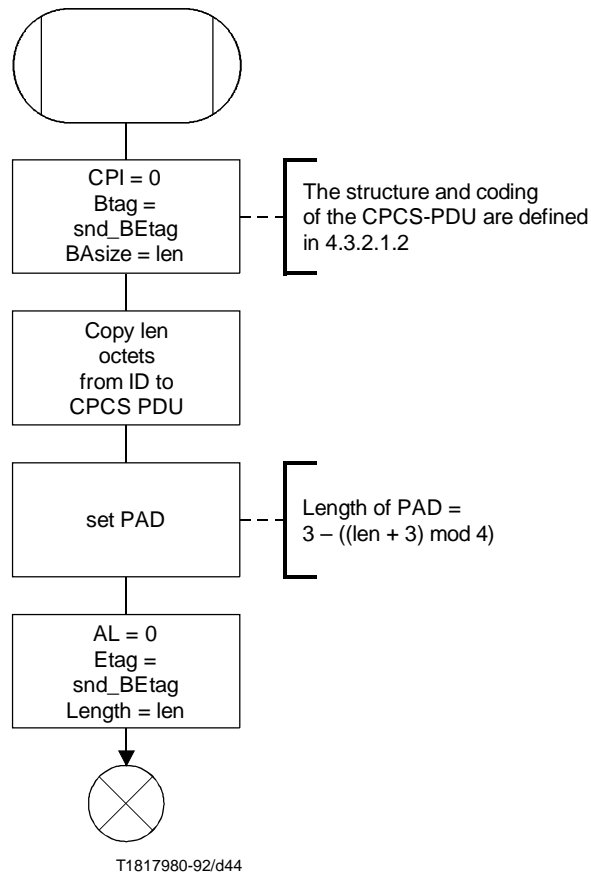 CPI = 0
Btag =
snd_BEtag
BAsize = len
The structure and coding
of the CPCS-PDU are defined
in 4.3.2.1.2
Copy len
octets
from ID to
CPCS PDU
set PAD
Length of PAD =
3 – ((len + 3) mod 4)
AL = 0
Etag =
snd_BEtag
Length = len
T1817980-92/d44